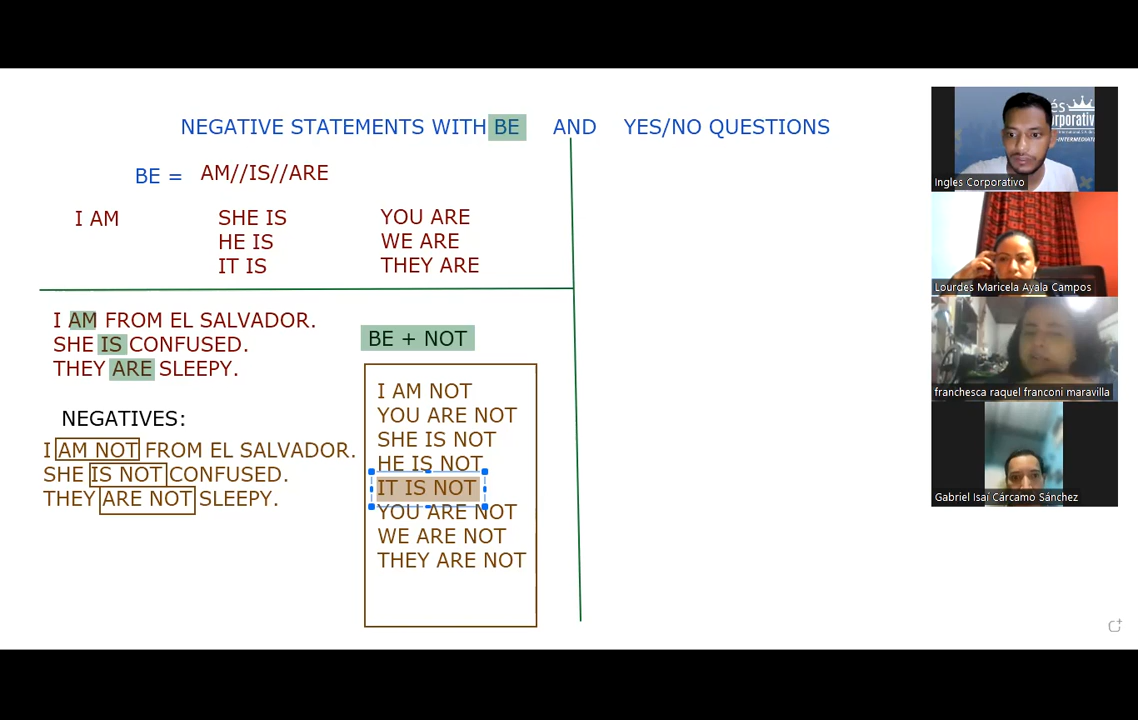 NEGATIVE STATEMENTS WITH BE AND YES/NO QUESTIONS
BE = AM//IS//ARE
I AM
SHE IS
HE IS
IT IS
YOU ARE
WE ARE
THEY ARE
I AM FROM EL SALVADOR.
SHE IS CONFUSED.
THEY ARE SLEEPY.
NEGATIVES:
I AM NOT FROM EL SALVADOR.
SHE IS NOT CONFUSED.
THEY ARE NOT SLEEPY.
BE + NOT
I AM NOT
YOU ARE NOT
SHE IS NOT
HE IS NOT
IT IS NOT
YOU ARE NOT
WE ARE NOT
THEY ARE NOT
Ingles Corporativo
Lourdes Maricela Ayala Campos
franchesca raquel franconi maravilla
Gabriel Isaí Cárcamo Sánchez